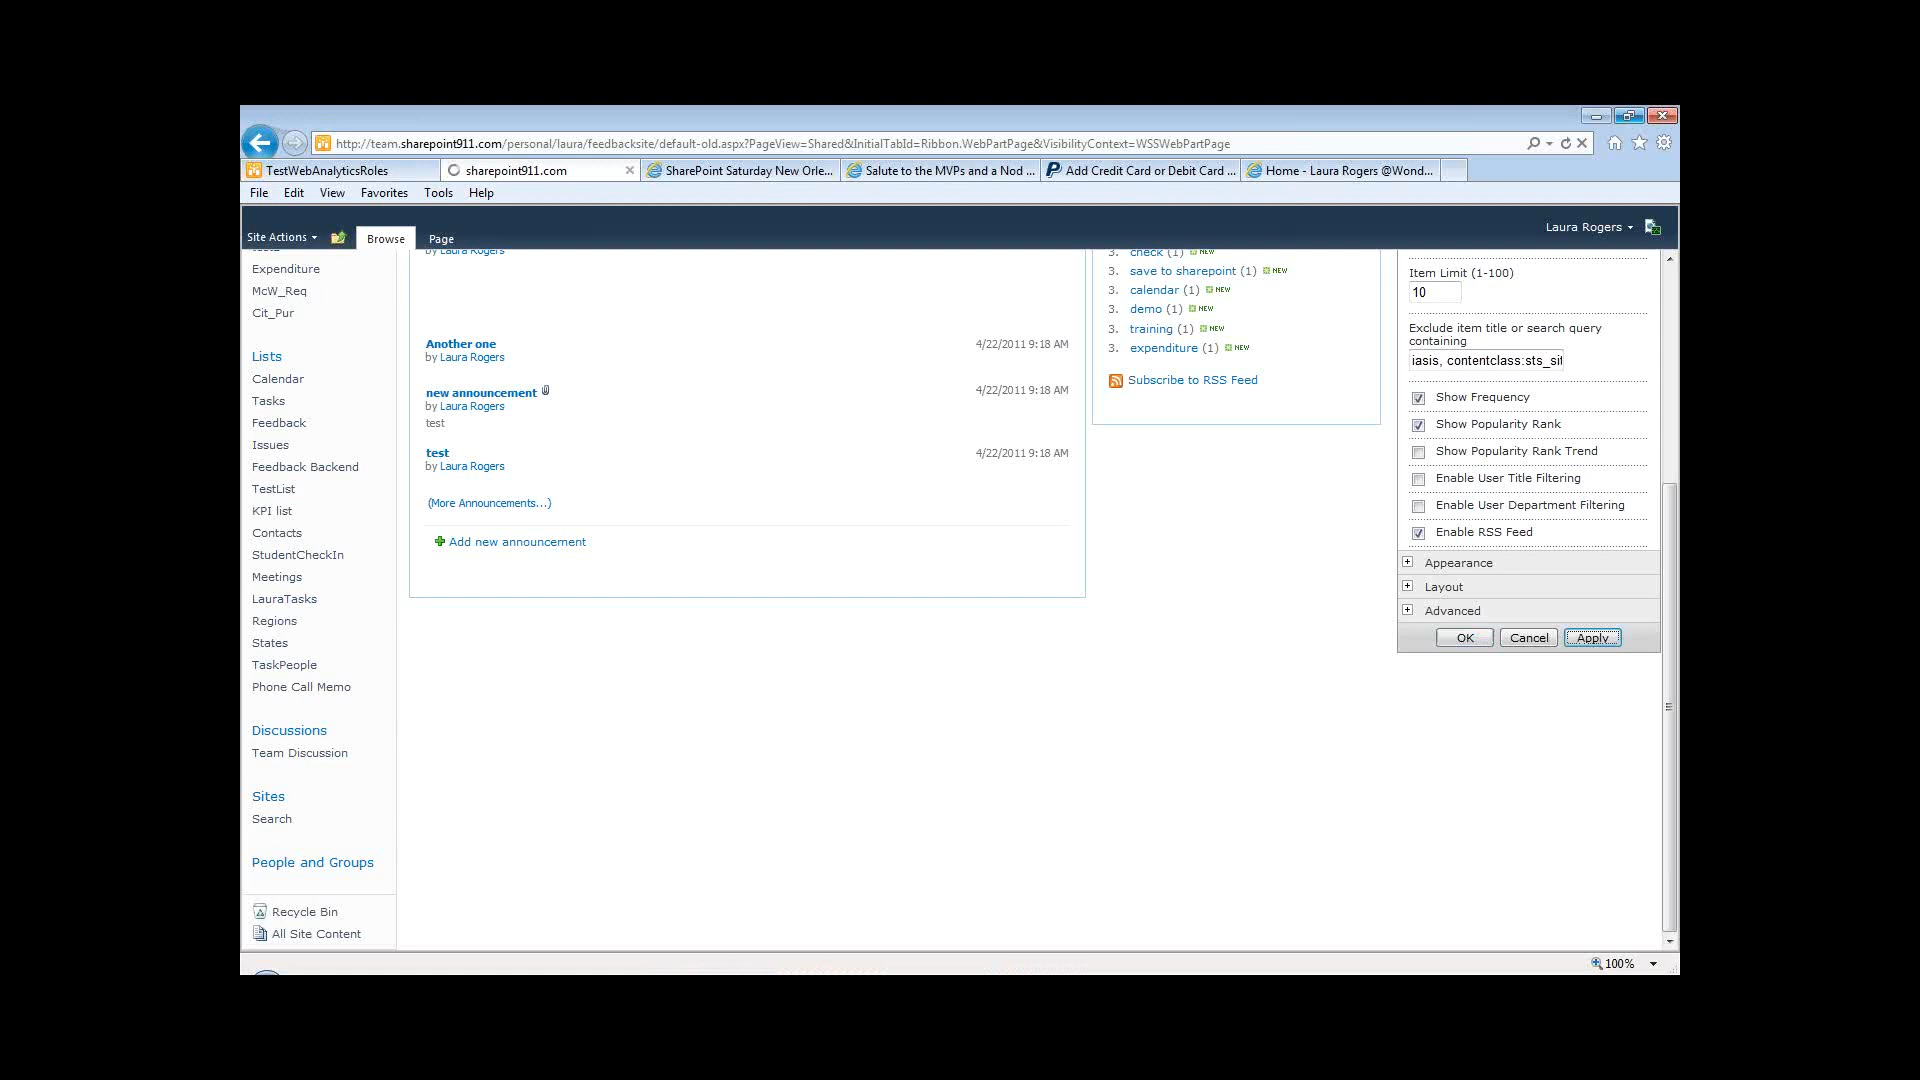 http://team.sharepoint911.com/personal/laura/feedbacksite/default-old.aspx?PageView=Shared&InitialTabId=Ribbon.WebPartPage&VisibilityContext=WSSWebPartPage
TestWebAnalyticsRoles
sharepoint911.com
SharePoint Saturday New Orle...
Salute to the MVPs and a Nod ...
Add Credit Card or Debit Card ...
Home - Laura Rogers @Wond...
File Edit View Favorites Tools Help
Site Actions
Browse
Page
Laura Rogers
Expenditure
McW_Req
Cit_Pur
Lists
Calendar
Tasks
Feedback
Issues
Feedback Backend
TestList
KPI list
Contacts
StudentCheckIn
Meetings
LauraTasks
Regions
States
TaskPeople
Phone Call Memo
Discussions
Team Discussion
Sites
Search
People and Groups
Recycle Bin
All Site Content
by Laura Rogers
Another one 4/22/2011 9:18 AM
by Laura Rogers
new announcement 4/22/2011 9:18 AM
by Laura Rogers
test
test 4/22/2011 9:18 AM
by Laura Rogers
(More Announcements...)
Add new announcement
3. check (1) NEW
3. save to sharepoint (1) NEW
3. calendar (1) NEW
3. demo (1) NEW
3. training (1) NEW
3. expenditure (1) NEW
Subscribe to RSS Feed
Item Limit (1-100)
10
Exclude item title or search query
containing
iasis, contentclass:sts_sit
Show Frequency
Show Popularity Rank
Show Popularity Rank Trend
Enable User Title Filtering
Enable User Department Filtering
Enable RSS Feed
Appearance
Layout
Advanced
OK
Cancel
Apply
100%